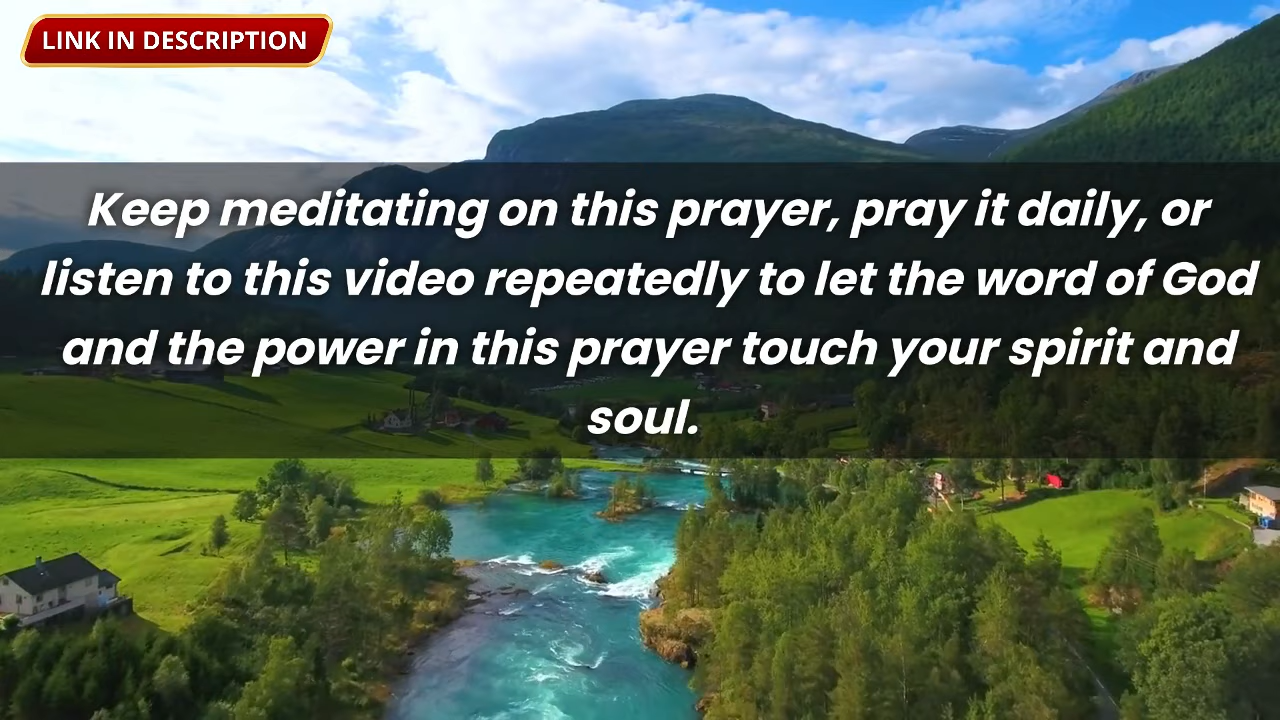 LINK IN DESCRIPTION
Keep meditating on this prayer, pray it daily, or
listen to this video repeatedly to let the word of God
and the power in this prayer touch your spirit and
soul.